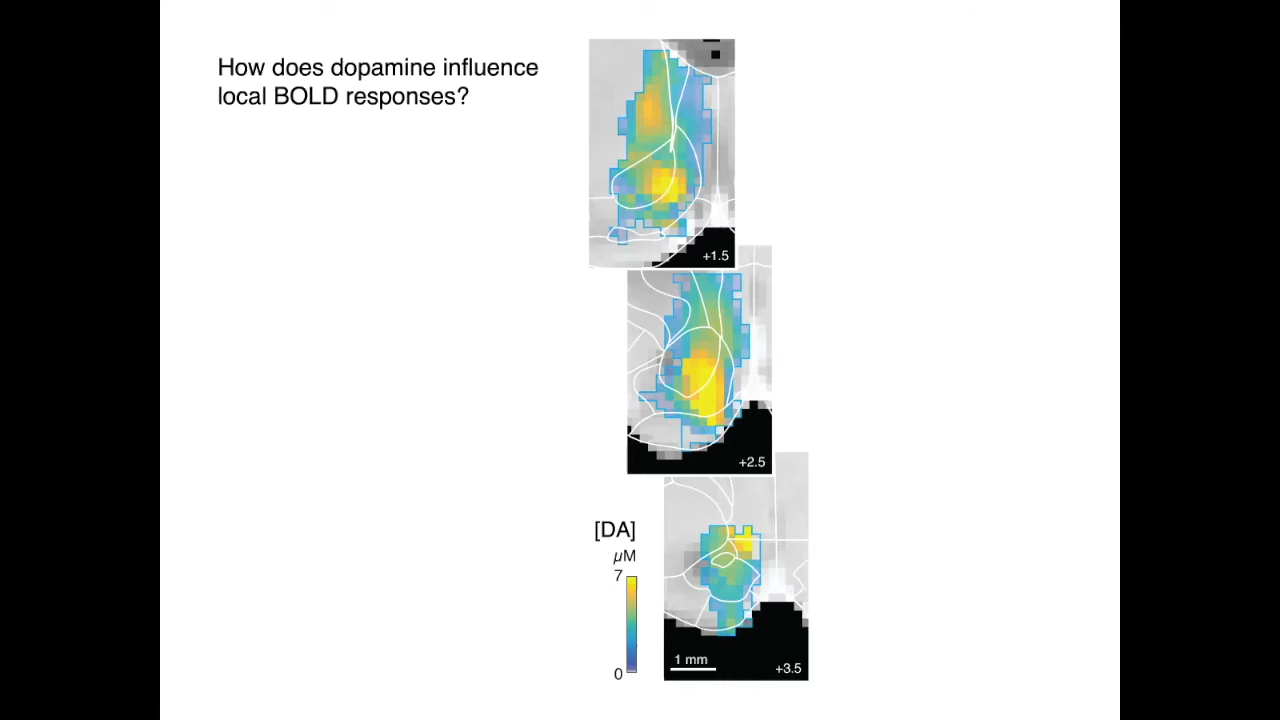 How does dopamine influence
local BOLD responses?
+1.5
+2.5
[DA]
µM
7
0
1 mm
+3.5